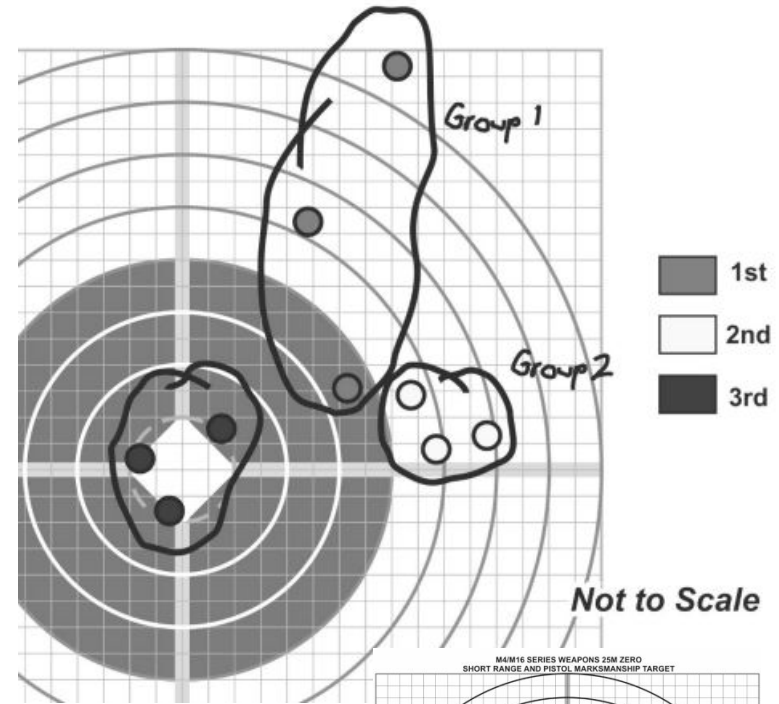 Group 1
1st
2nd
Group 2
3rd
Not to Scale
M4/M16 SERIES WEAPONS 25M ZERO
SHORT RANGE AND PISTOL MARKSMANSHIP TARGET